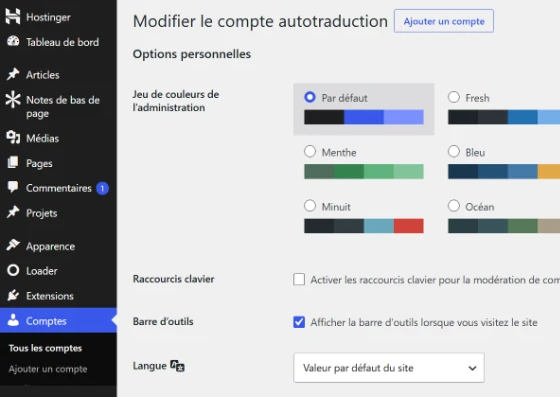 Hostinger
Tableau de bord
Articles
Notes de bas de
page
Médias
Pages
Commentaires 1
Projets
Apparence
Loader
Extensions
Comptes
Tous les comptes
Ajouter un compte
Modifier le compte autotraduction
Ajouter un compte
Options personnelles
Jeu de couleurs de
l'administration
Par défaut
Fresh
Menthe
Bleu
Minuit
Océan
Raccourcis clavier
Activer les raccourcis clavier pour la modération de com
Barre d'outils
Afficher la barre d'outils lorsque vous visitez le site
Langue
Valeur par défaut du site